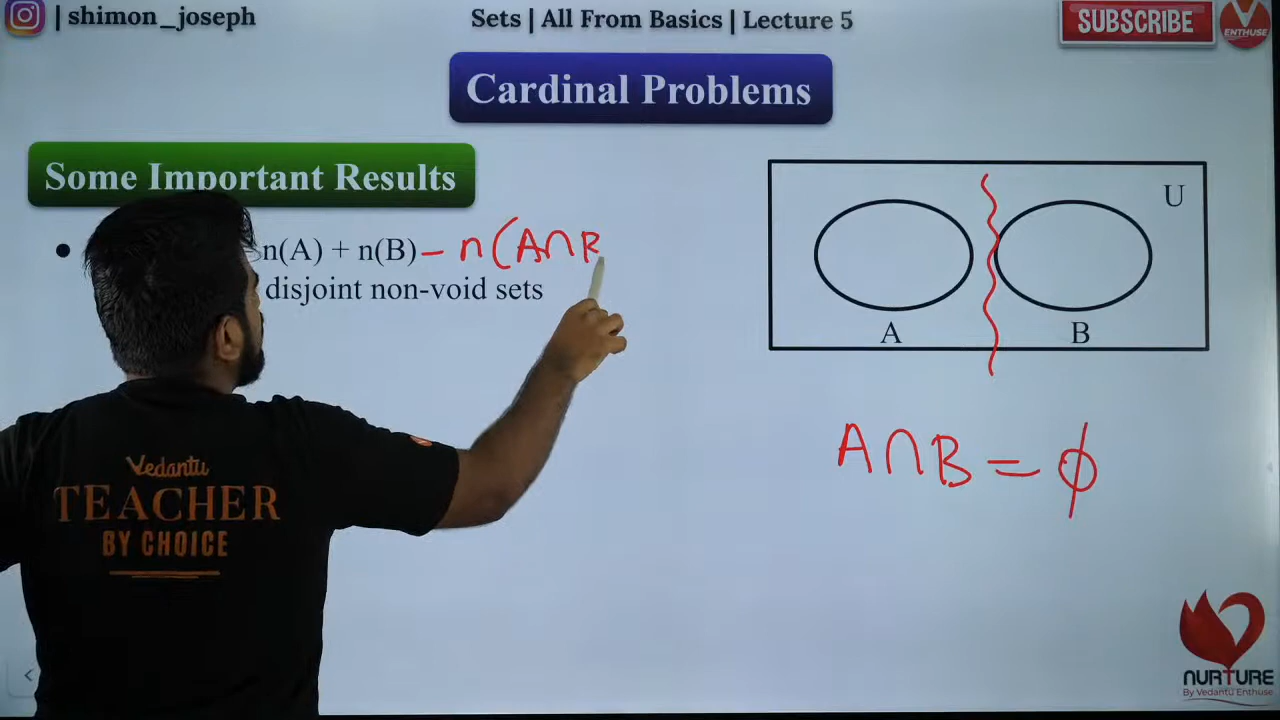 | shimon_joseph
Sets | All From Basics | Lecture 5
SUBSCRIBE
ENTHUSE
Cardinal Problems
Some Important Results
U
• = n(A) + n(B) – n(A∩B
disjoint non-void sets
A
B
A∩B = ϕ
Vedantu
TEACHER
BY CHOICE
NURTURE
By Vedantu Enthuse